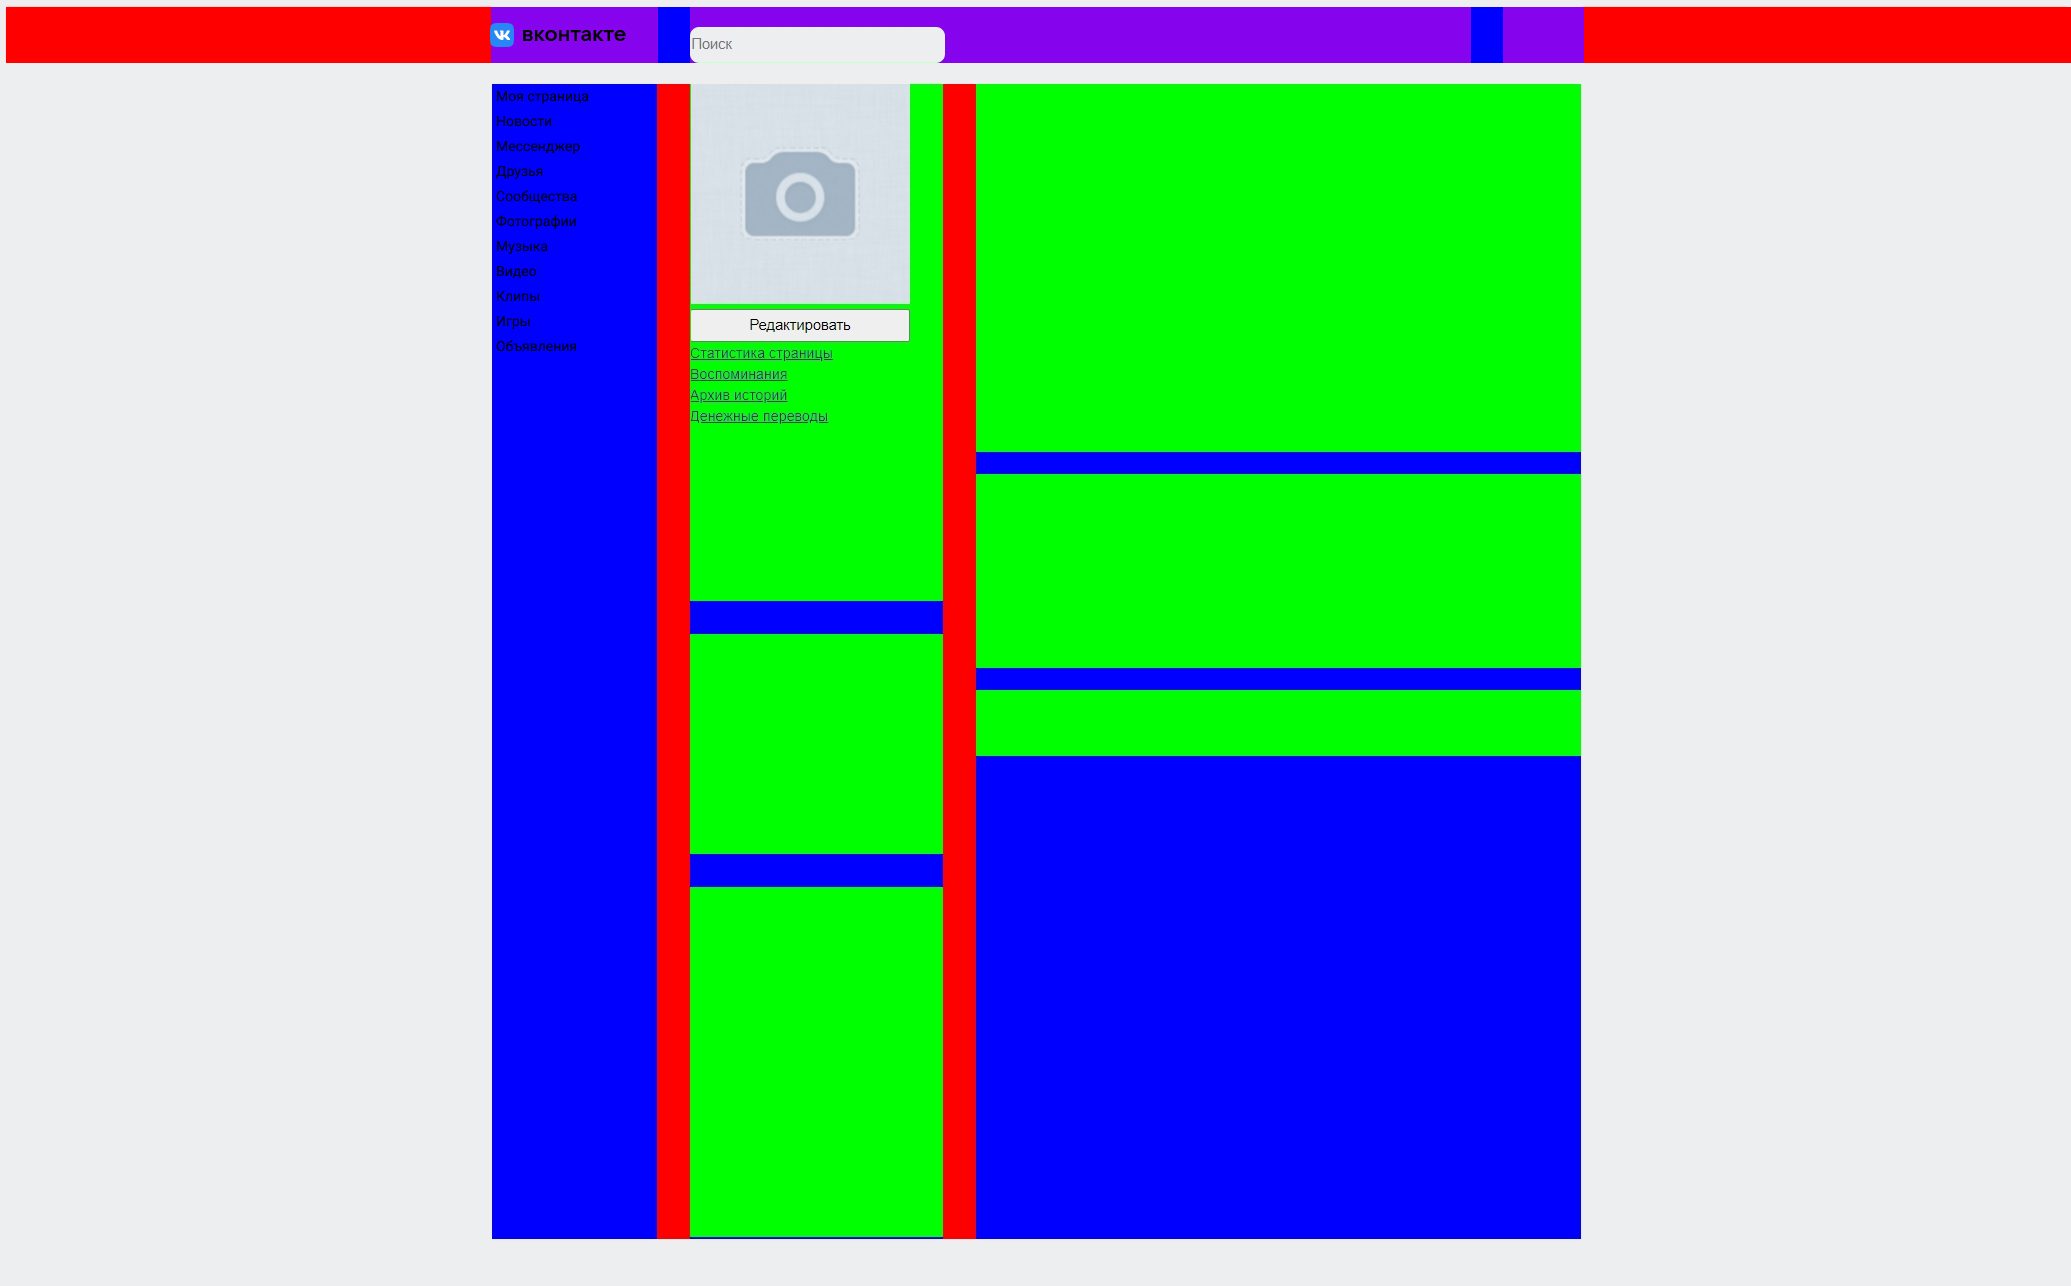 вконтакте
Поиск
Моя страница
Новости
Мессенджер
Друзья
Сообщества
Фотографии
Музыка
Видео
Клипы
Игры
Объявления
Редактировать
Статистика страницы
Воспоминания
Архив историй
Денежные переводы